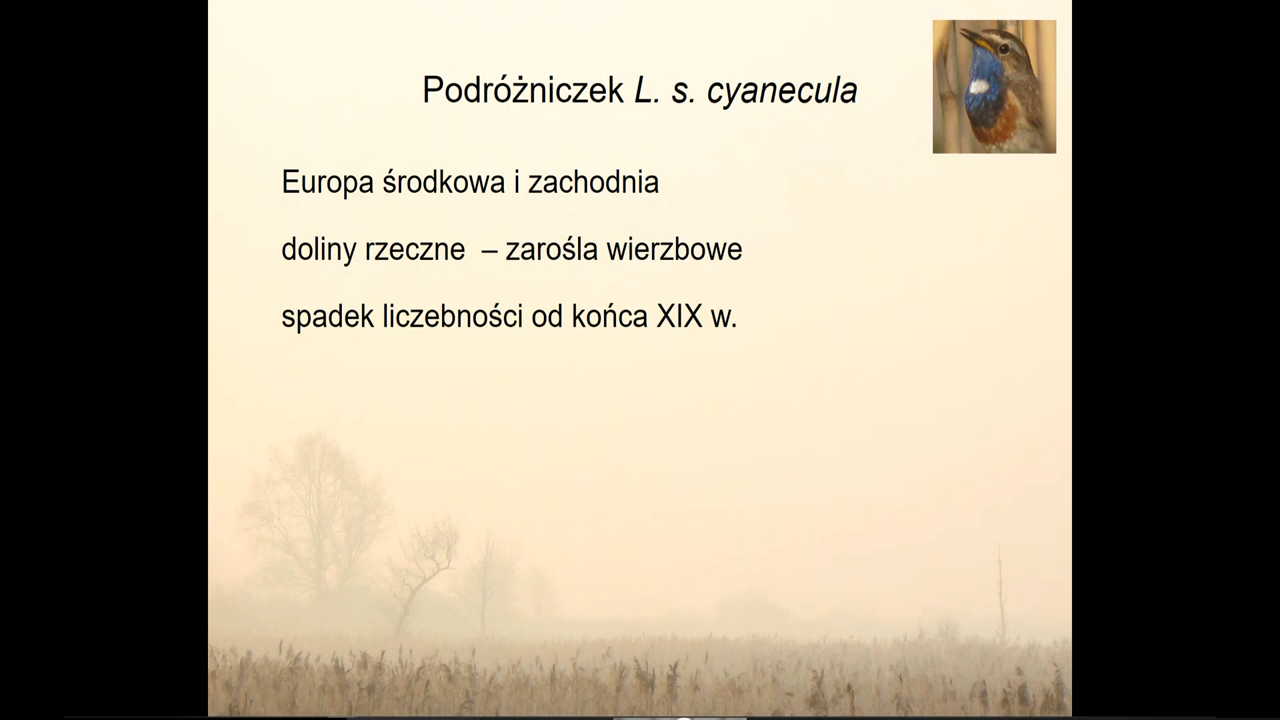 Podróżniczek L. s. cyanecula
Europa środkowa i zachodnia
doliny rzeczne – zarośla wierzbowe
spadek liczebności od końca XIX w.